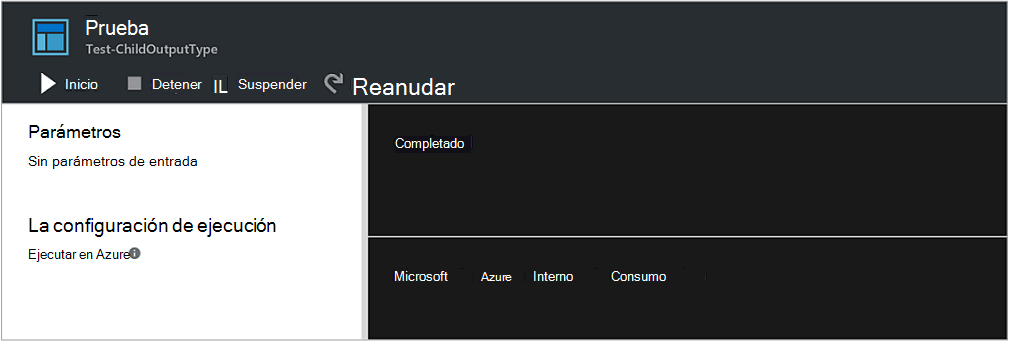 Prueba
Test-ChildOutputType
Inicio Detener IL Suspender Reanudar
Parámetros
Sin parámetros de entrada
Completado
La configuración de ejecución
Ejecutar en Azure
Microsoft Azure Interno Consumo